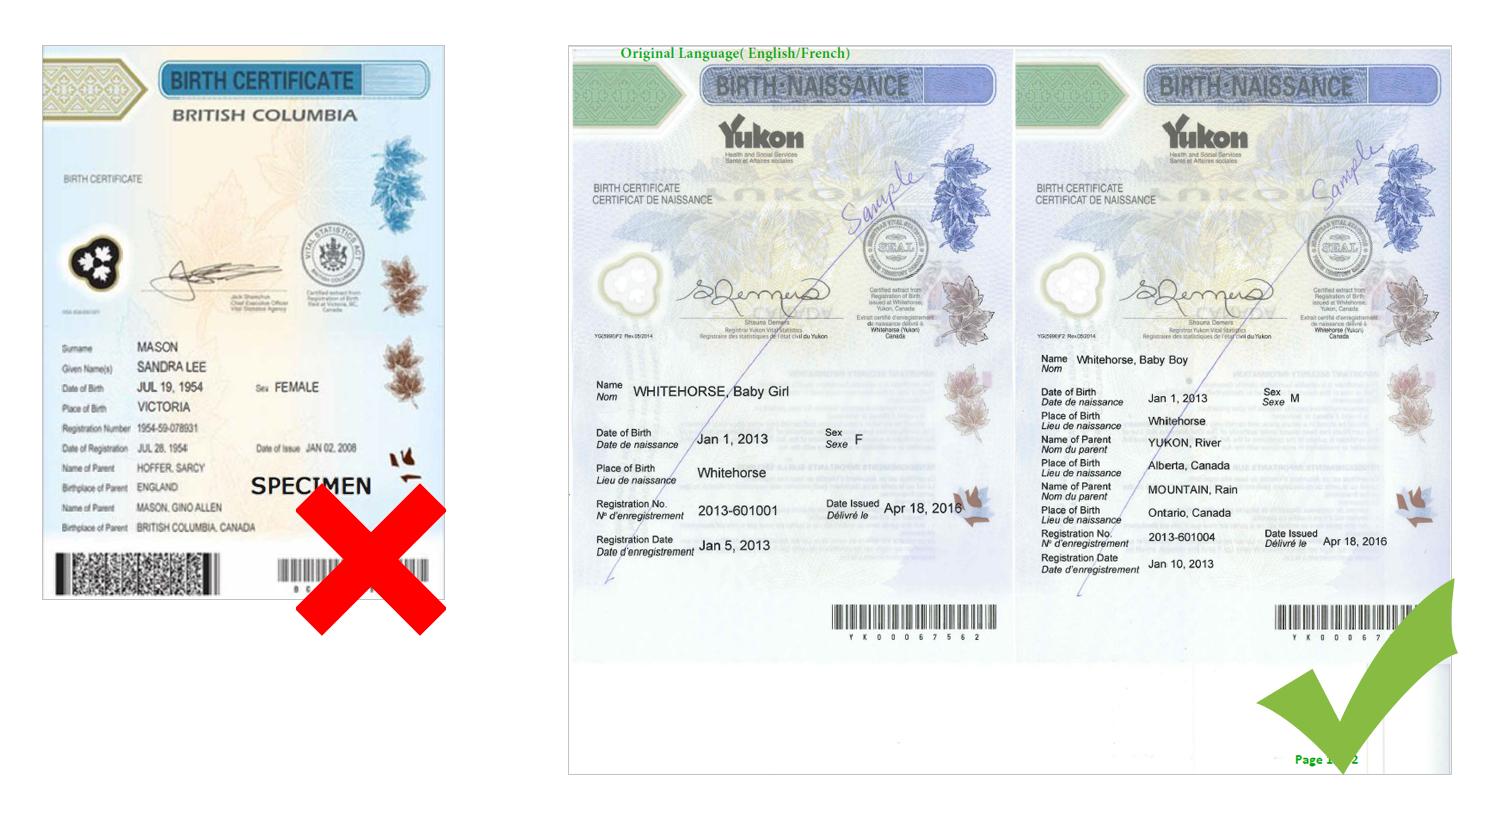 BIRTH CERTIFICATE
BRITISH COLUMBIA
BIRTH CERTIFICATE
VITAL STATISTICS ACT
BRITISH COLUMBIA
Jack Shewchuk
Chief Executive Officer
Vital Statistics Agency
Certified extract from
Registration of Birth
held at Victoria, BC,
Canada
Surname MASON
Given Name(s) SANDRA LEE
Date of Birth JUL 19, 1954 Sex FEMALE
Place of Birth VICTORIA
Registration Number 1954-59-078931
Date of Registration JUL 28, 1954 Date of Issue JAN 02, 2008
Name of Parent HOFFER, SARCY
Birthplace of Parent ENGLAND
SPECIMEN
Name of Parent MASON, GINO ALLEN
Birthplace of Parent BRITISH COLUMBIA, CANADA
Original Language( English/French)
BIRTH·NAISSANCE
Yukon
Health and Social Services
Santé et Affaires sociales
BIRTH CERTIFICATE
CERTIFICAT DE NAISSANCE
Sample
SEAL
Shauna Demers
Registrar Yukon Vital Statistics
Registraire des statistiques de l'état civil du Yukon
Certified extract from
Registration of Birth
issued at Whitehorse,
Yukon, Canada
Extrait certifié d'enregistrement
de naissance délivré à
Whitehorse (Yukon)
Canada
YG(5990)F2 Rev.05/2014
Name WHITEHORSE, Baby Girl
Nom
Date of Birth Jan 1, 2013 Sex F
Date de naissance Sexe
Place of Birth Whitehorse
Lieu de naissance
Registration No. 2013-601001 Date Issued Apr 18, 2016
Nº d'enregistrement Délivré le
Registration Date Jan 5, 2013
Date d'enregistrement
YK00067562
BIRTH·NAISSANCE
Yukon
Health and Social Services
Santé et Affaires sociales
BIRTH CERTIFICATE
CERTIFICAT DE NAISSANCE
Sample
SEAL
Shauna Demers
Registrar Yukon Vital Statistics
Registraire des statistiques de l'état civil du Yukon
Certified extract from
Registration of Birth
issued at Whitehorse,
Yukon, Canada
Extrait certifié d'enregistrement
de naissance délivré à
Whitehorse (Yukon)
Canada
YG(5990)F2 Rev.05/2014
Name Whitehorse, Baby Boy
Nom
Date of Birth Jan 1, 2013 Sex M
Date de naissance Sexe
Place of Birth Whitehorse
Lieu de naissance
Name of Parent YUKON, River
Nom du parent
Place of Birth Alberta, Canada
Lieu de naissance
Name of Parent MOUNTAIN, Rain
Nom du parent
Place of Birth Ontario, Canada
Lieu de naissance
Registration No. 2013-601004 Date Issued Apr 18, 2016
Nº d'enregistrement Délivré le
Registration Date Jan 10, 2013
Date d'enregistrement
YK00067
Page 1 2